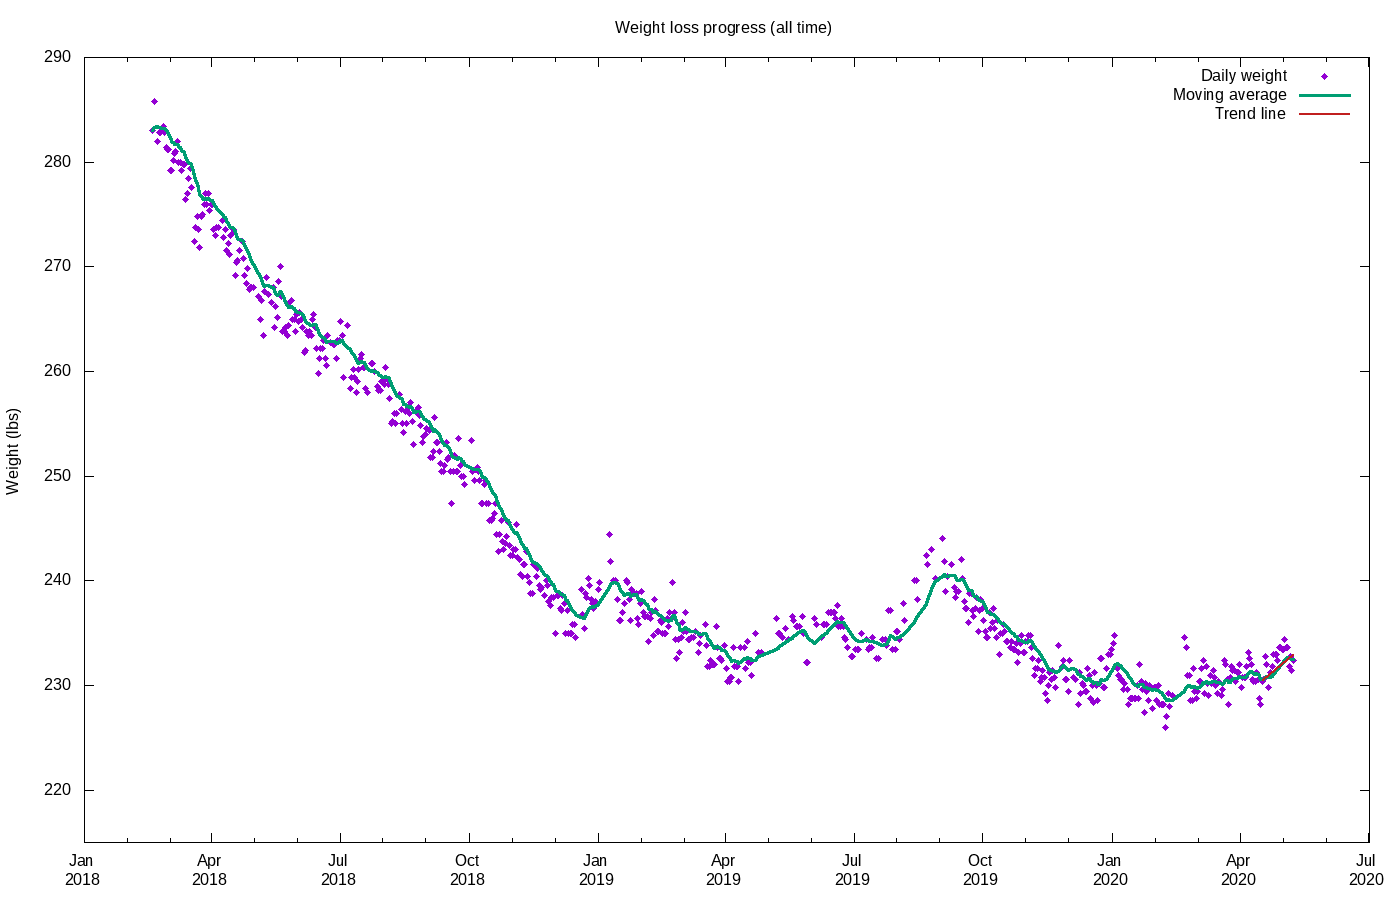 Weight loss progress (all time)
Daily weight
Moving average
Trend line
Weight (lbs)
290
280
270
260
250
240
230
220
Jan Apr Jul Oct Jan Apr Jul Oct Jan Apr Jul
2018 2018 2018 2018 2019 2019 2019 2019 2020 2020 2020